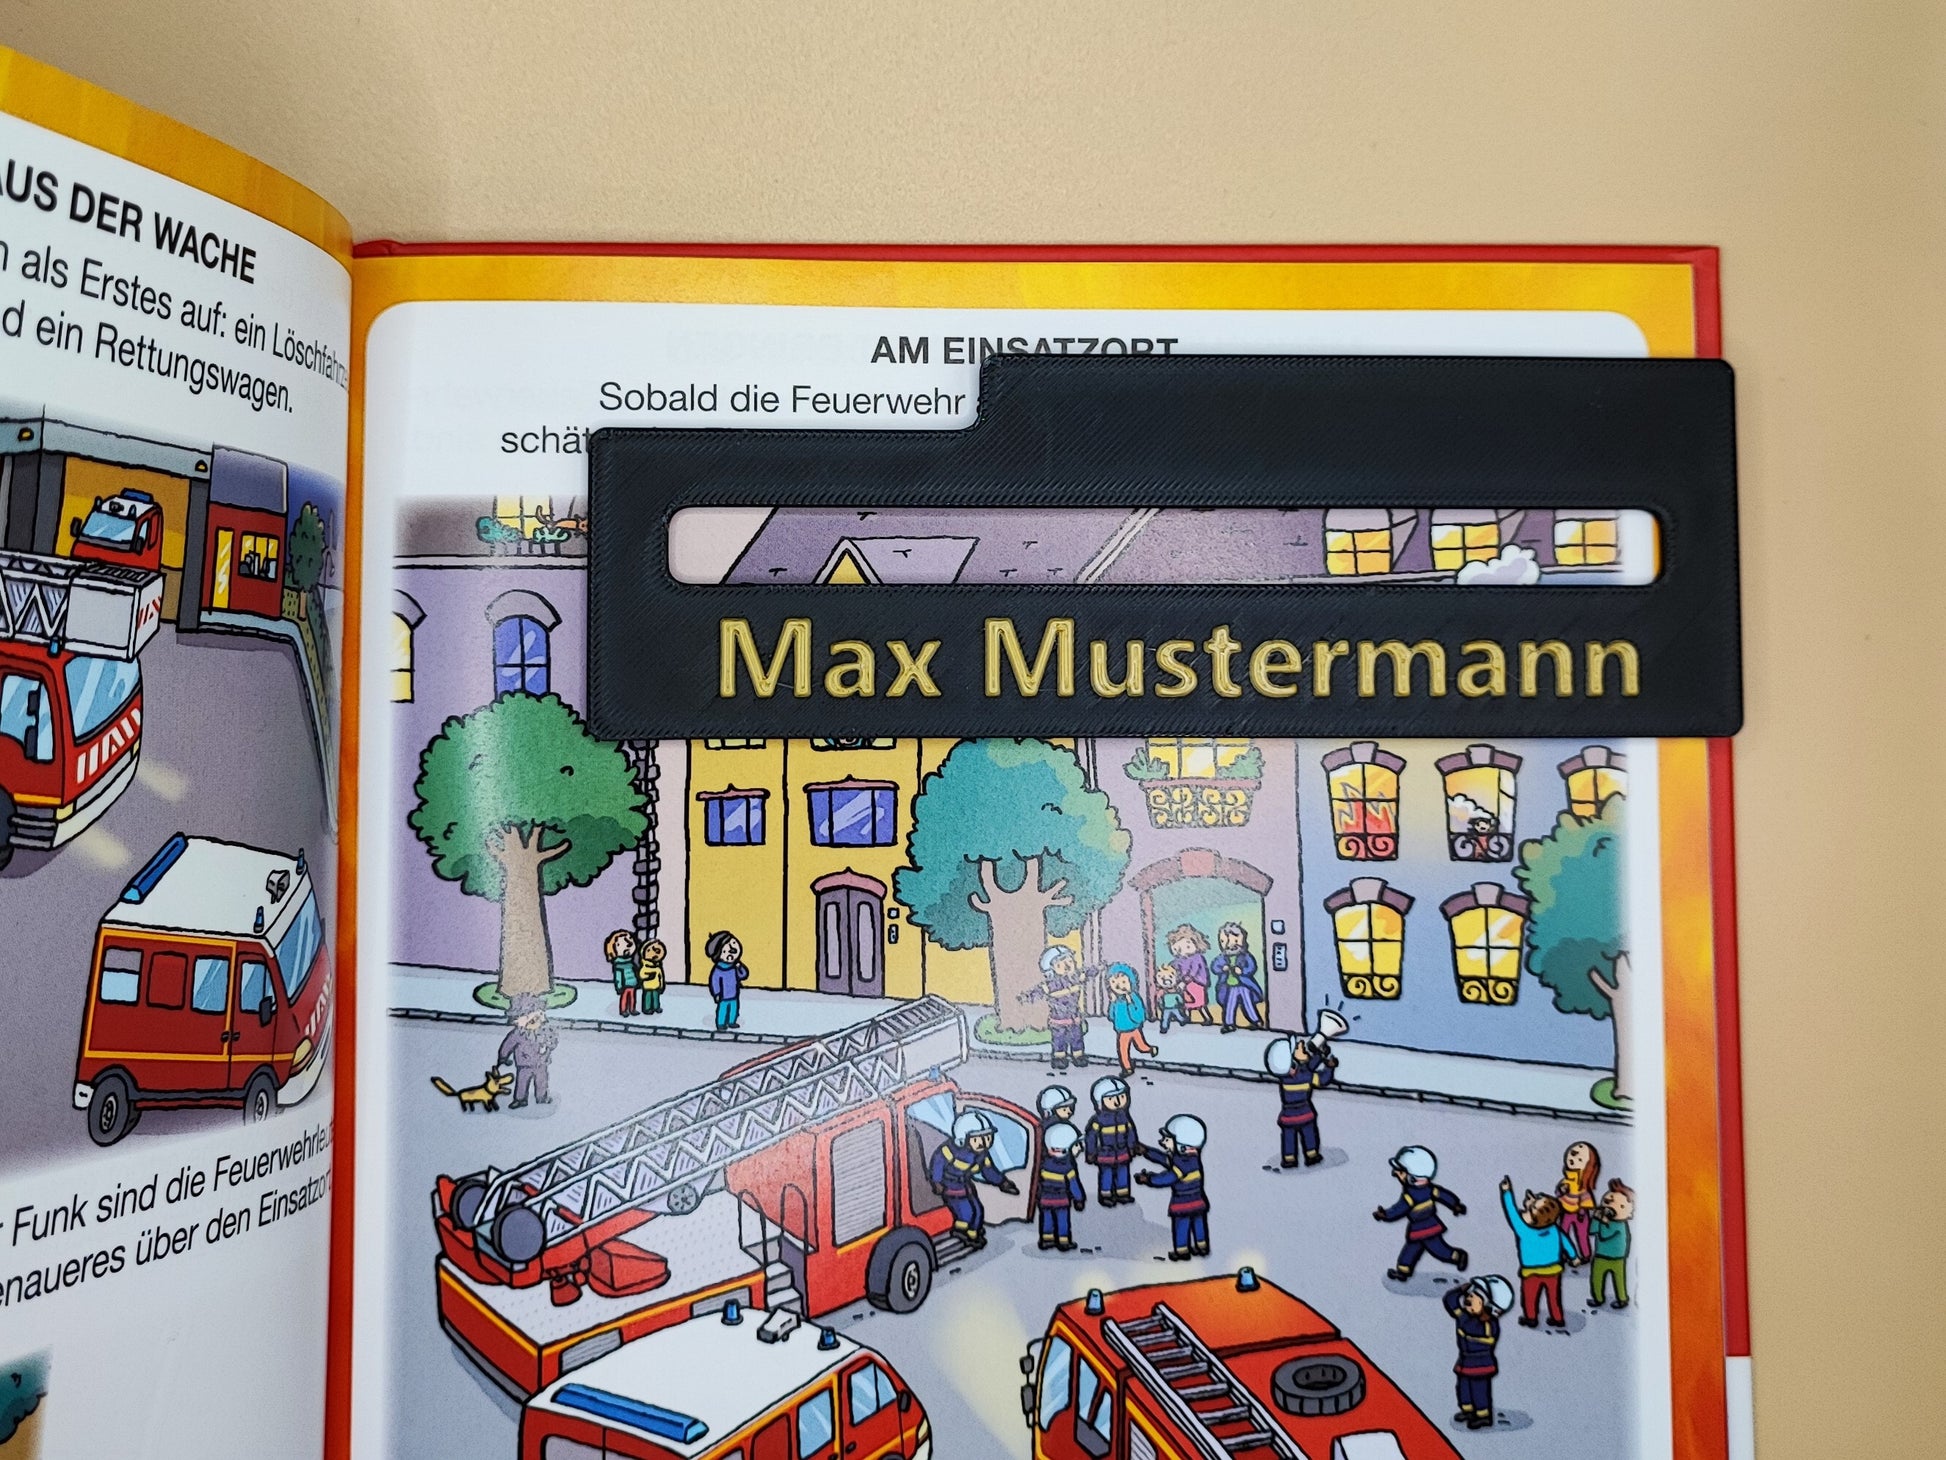 AUS DER WACHE
als Erstes auf: ein Löschfahrze
d ein Rettungswagen.
Funk sind die Feuerwehrleu
enaueres über den Einsatzor
AM EINSATZORT
Sobald die Feuerwehr
schät
Max Mustermann